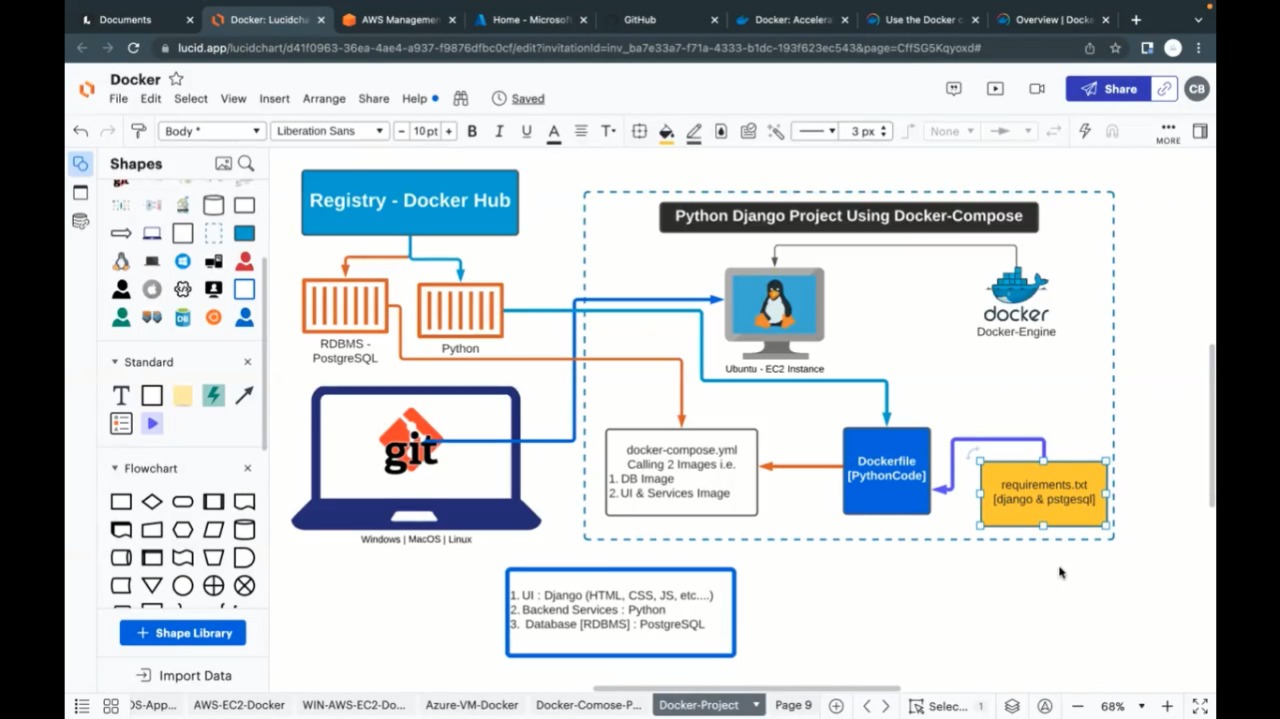 Documents
Docker: Lucidcha
AWS Managemen
Home - Microsof
GitHub
Docker: Accelera
Use the Docker c
Overview | Docke
lucid.app/lucidchart/d41f0963-36ea-4ae4-a937-f9876dfbc0cf/edit?invitationId=inv_ba7e33a7-f71a-4333-b1dc-193f623ec543&page=CffSG5Kqyoxd#
Docker
File Edit Select View Insert Arrange Share Help Saved
Share
CB
Body *
Liberation Sans
10 pt
B I U A T
3 px
None
MORE
Shapes
git
Standard
T
Flowchart
Shape Library
Import Data
Registry - Docker Hub
RDBMS -
PostgreSQL
Python
git
Windows | MacOS | Linux
Python Django Project Using Docker-Compose
Ubuntu - EC2 Instance
docker
Docker-Engine
docker-compose.yml
Calling 2 Images i.e.
1. DB Image
2. UI & Services Image
Dockerfile
[PythonCode]
requirements.txt
[django & pstgesql]
1. UI : Django (HTML, CSS, JS, etc....)
2. Backend Services : Python
3. Database [RDBMS] : PostgreSQL
OS-App...
AWS-EC2-Docker
WIN-AWS-EC2-Do...
Azure-VM-Docker
Docker-Comose-P...
Docker-Project
Page 9
Selec...
1
68%